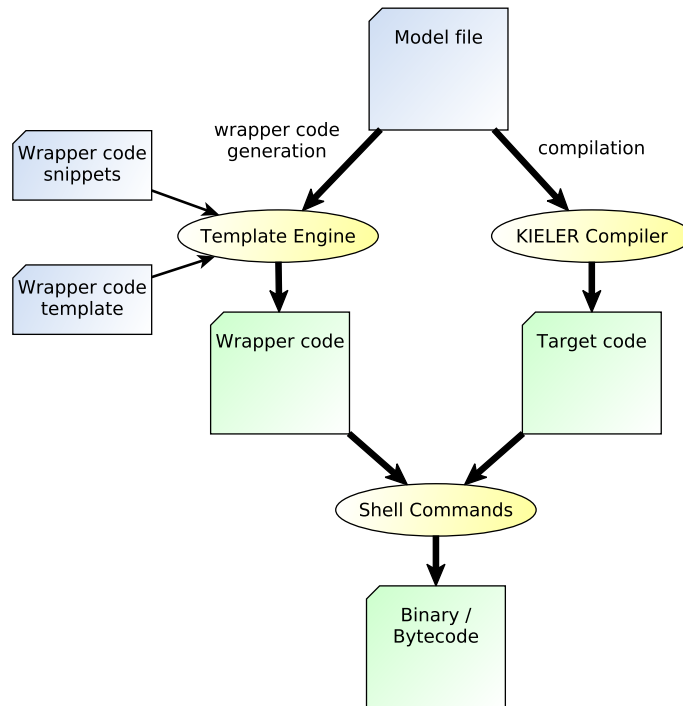 Model file
wrapper code
generation
compilation
Wrapper code
snippets
Template Engine
KIELER Compiler
Wrapper code
template
Wrapper code
Target code
Shell Commands
Binary /
Bytecode